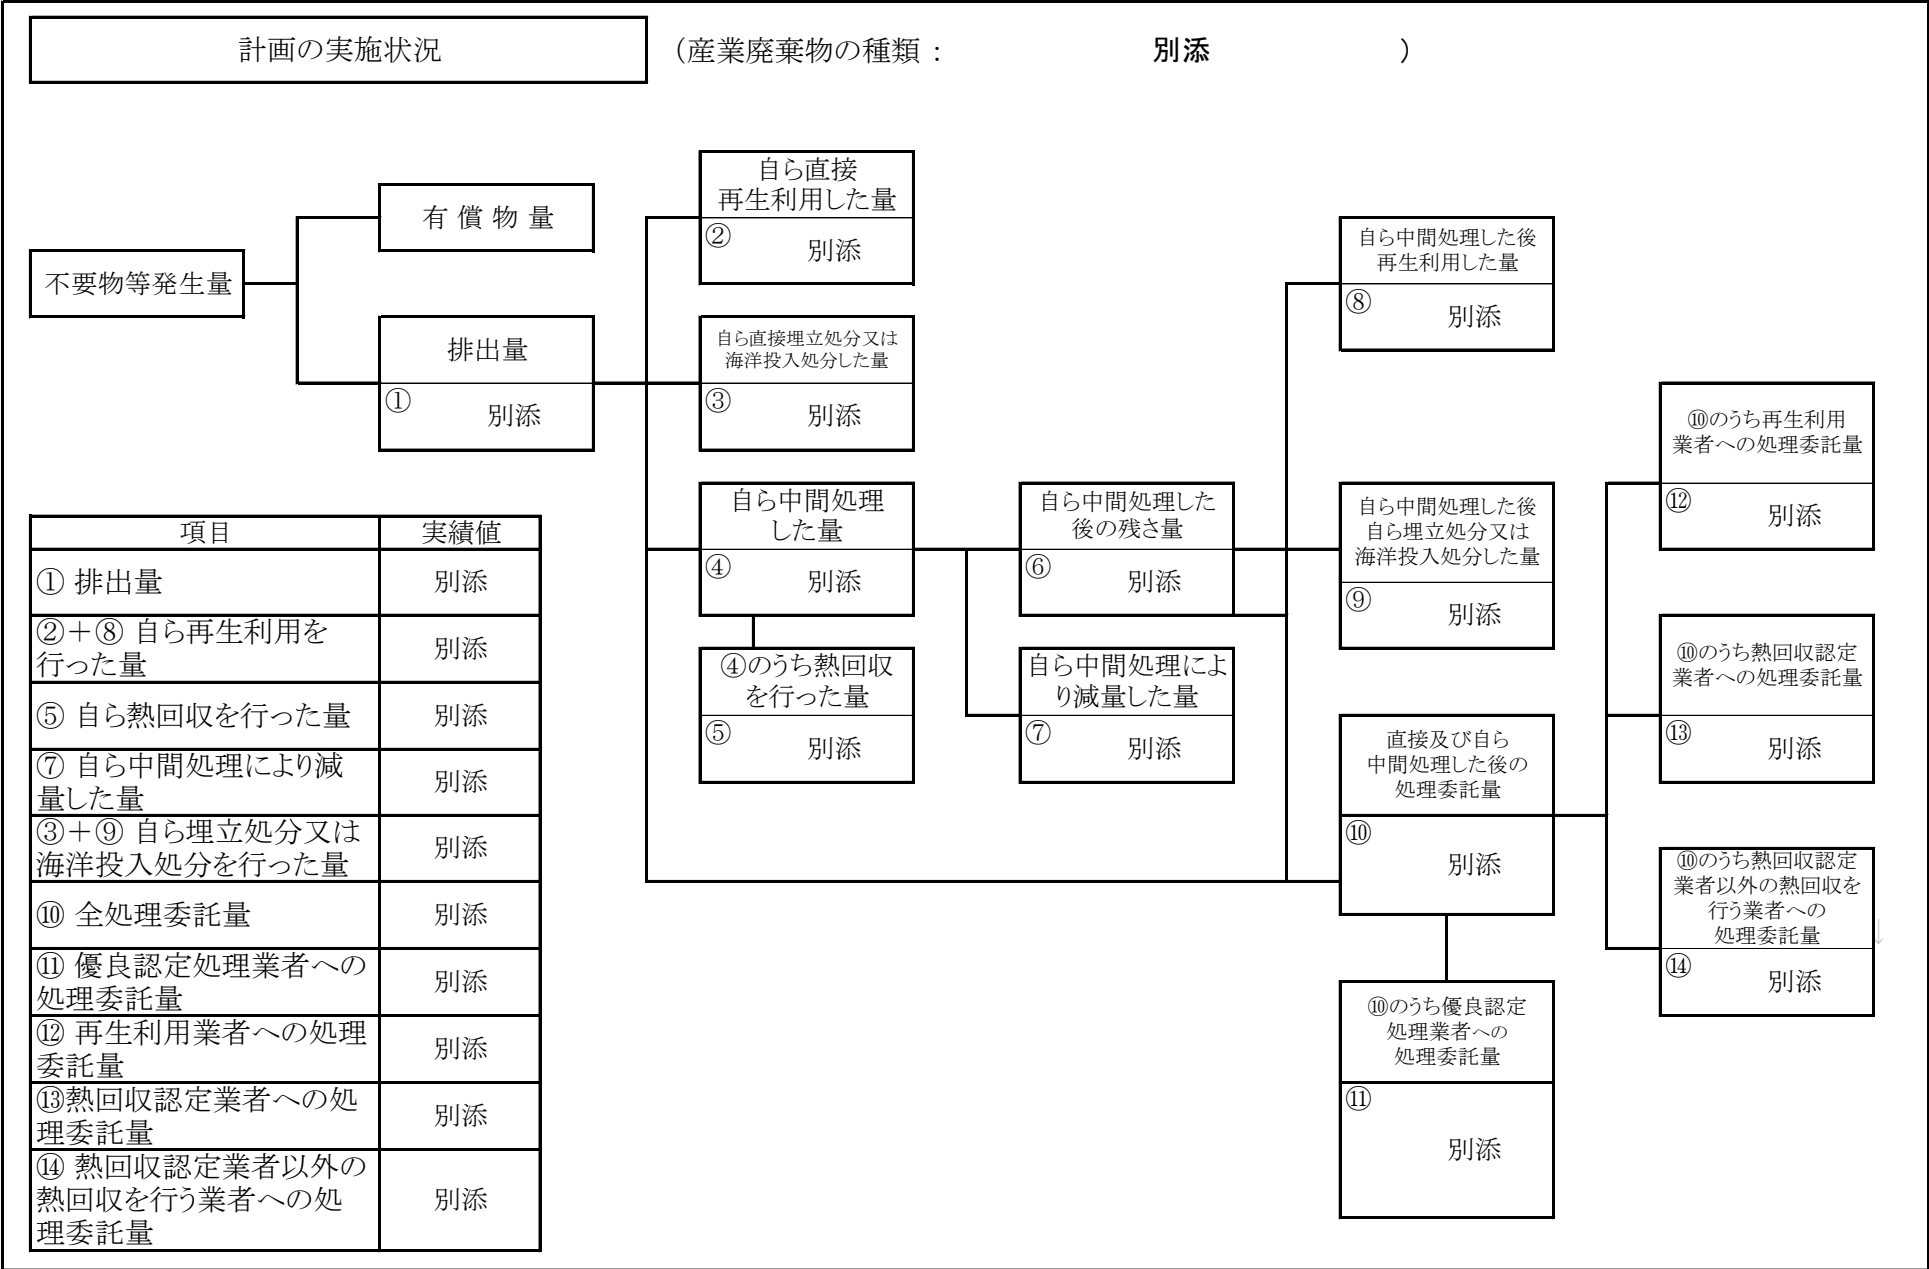 計画の実施状況
（産業廃棄物の種類：　別添　）
不要物等発生量
有 償 物 量
排出量
①
別添
自ら直接
再生利用した量
②
別添
自ら直接埋立処分又は
海洋投入処分した量
③
別添
自ら中間処理
した量
④
別添
④のうち熱回収
を行った量
⑤
別添
自ら中間処理した
後の残さ量
⑥
別添
自ら中間処理によ
り減量した量
⑦
別添
自ら中間処理した後
再生利用した量
⑧
別添
自ら中間処理した後
自ら埋立処分又は
海洋投入処分した量
⑨
別添
直接及び自ら
中間処理した後の
処理委託量
⑩
別添
⑩のうち優良認定
処理業者への
処理委託量
⑪
別添
⑩のうち再生利用
業者への処理委託量
⑫
別添
⑩のうち熱回収認定
業者への処理委託量
⑬
別添
⑩のうち熱回収認定
業者以外の熱回収を
行う業者への
処理委託量
↓
⑭
別添
項目 実績値
① 排出量 別添
②＋⑧ 自ら再生利用を
行った量
別添
⑤ 自ら熱回収を行った量 別添
⑦ 自ら中間処理により減
量した量
別添
③＋⑨ 自ら埋立処分又は
海洋投入処分を行った量
別添
⑩ 全処理委託量 別添
⑪ 優良認定処理業者への
処理委託量
別添
⑫ 再生利用業者への処理
委託量
別添
⑬熱回収認定業者への処
理委託量
別添
⑭ 熱回収認定業者以外の
熱回収を行う業者への処
理委託量
別添